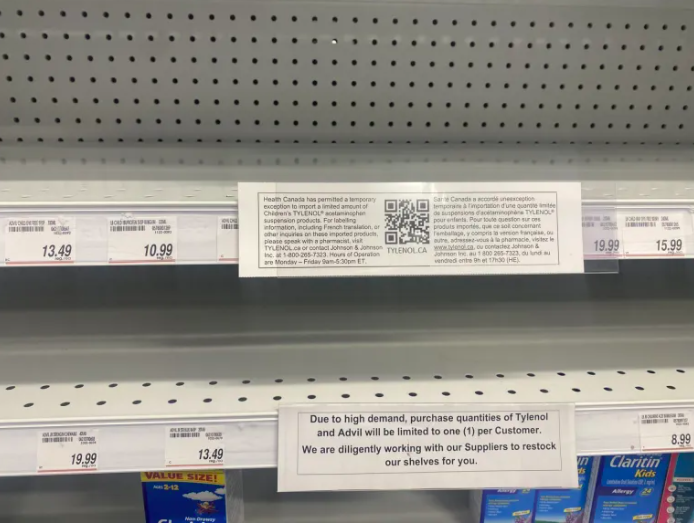 Health Canada has permitted a temporary
exception to import a limited amount of
Children's TYLENOL® acetaminophen
suspension products. For labelling
information, including French translation, or
other inquiries on these imported products,
please speak with a pharmacist, visit
TYLENOL.ca or contact Johnson & Johnson
Inc. at 1-800-265-7323. Hours of Operation
are Monday – Friday 9am-5:30pm ET.
TYLENOL.CA
Canada a accordé une exception
temporaire à l'importation d'une quantité limitée
de suspensions d'acétaminophène TYLENOL®
pour enfants. Pour toute question sur ces
produits importés, que ce soit concernant
l'emballage, y compris la version française, ou
autre, adressez-vous à la pharmacie, visitez le
www.tylenol.ca, ou contactez Johnson &
Johnson Inc. au 1 800 265-7323, du lundi au
vendredi entre 9h et 17h30 (HE).
13.49
10.99
19.99
15.99
Due to high demand, purchase quantities of Tylenol
and Advil will be limited to one (1) per Customer.
We are diligently working with our Suppliers to restock
our shelves for you.
19.99
13.49
8.99
VALUE SIZE!
AGES 2-12
Non-Drowsy
Claritin
Kids
Allergy
24
Allergy